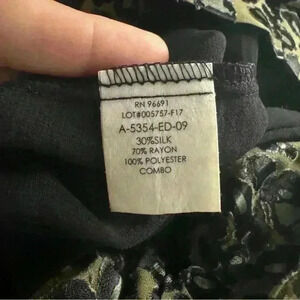 RN 96691
LOT#005757-F17
A-5354-ED-09
30%SILK
70% RAYON
100% POLYESTER
COMBO